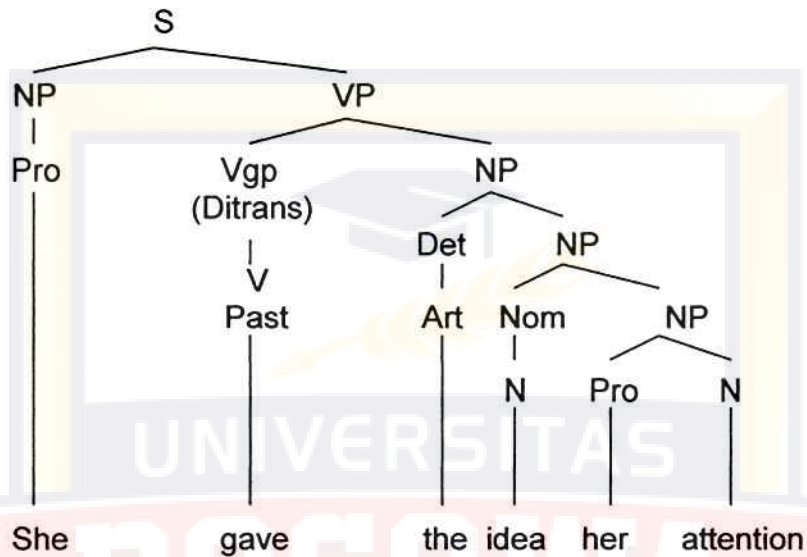 S
NP VP
Pro Vgp NP
(Ditrans)
Det NP
V
Past Art Nom NP
N Pro N
UNIVERSITAS
She gave the idea her attention